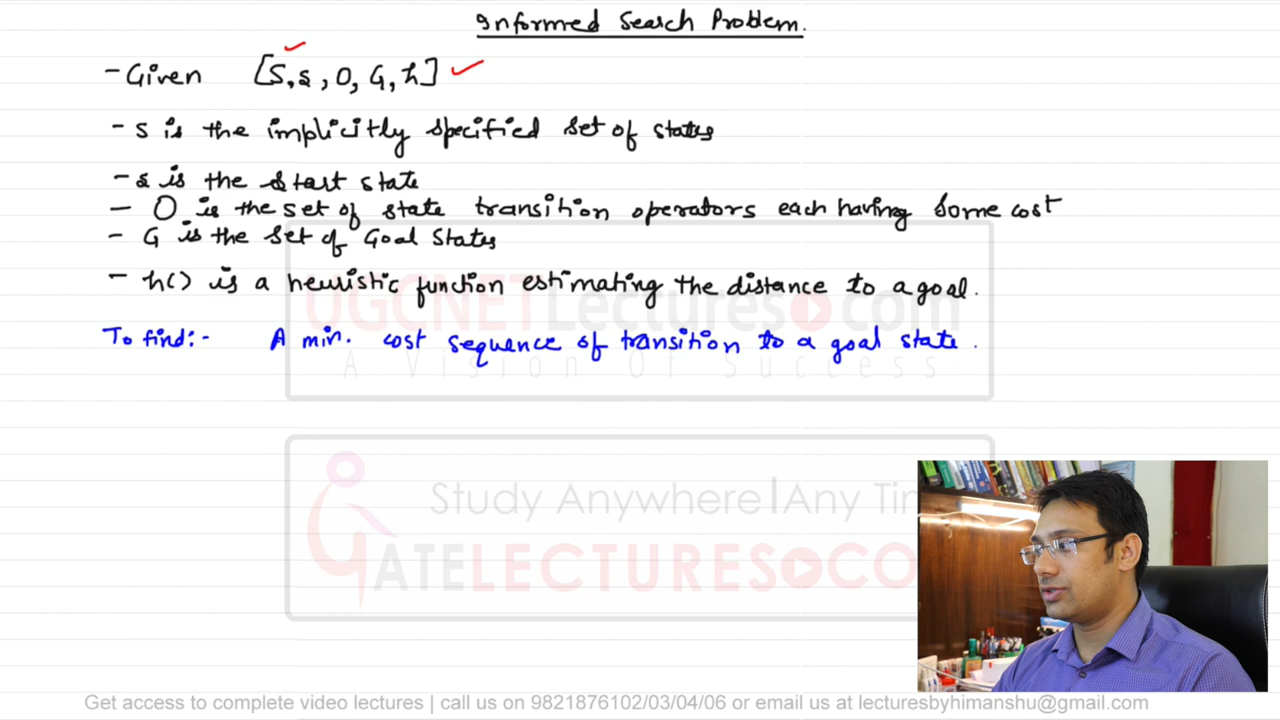 Informed Search Problem.
- Given [S, s, O, G, h]
- S is the implicitly specified set of states
- s is the start state
- O is the set of state transition operators each having some cost
- G is the set of Goal States
- h() is a heuristic function estimating the distance to a goal.
To find:- A min. cost sequence of transition to a goal state.
UGCNETLectures.com
A Vision Of Success
Study Anywhere|Any Tim
GATELECTURES.CO
Get access to complete video lectures | call us on 9821876102/03/04/06 or email us at lecturesbyhimanshu@gmail.com